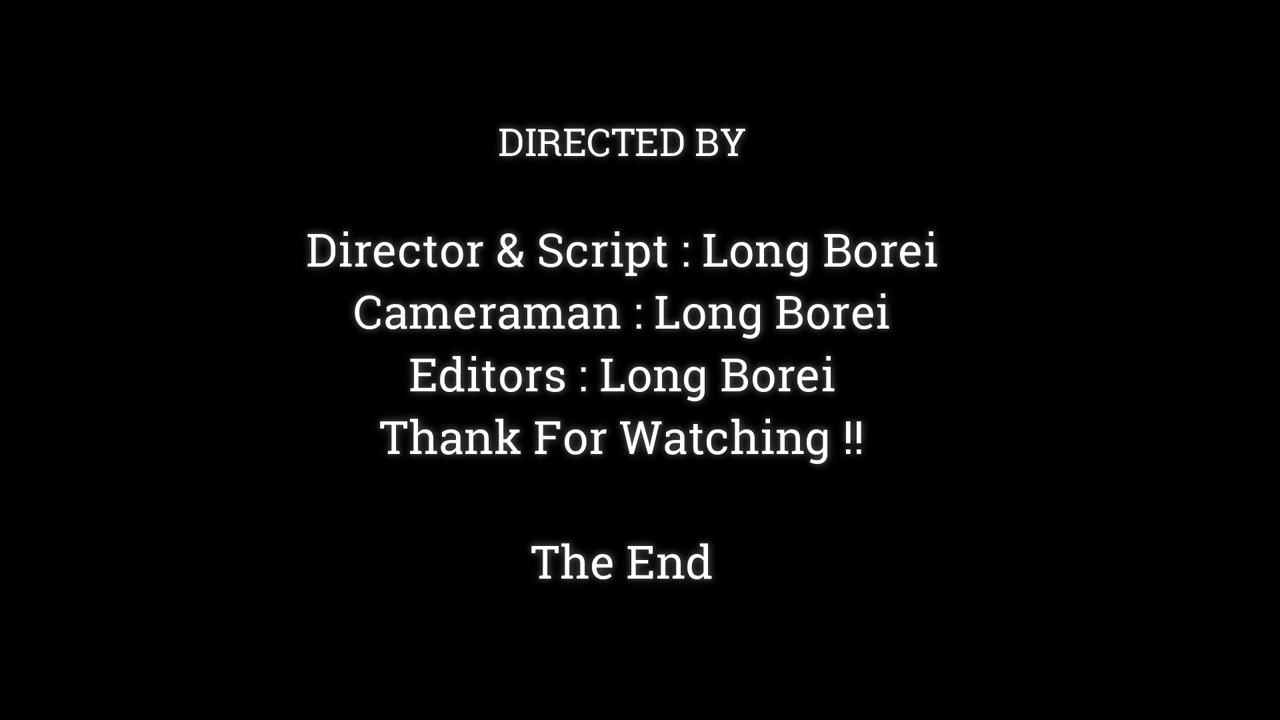 DIRECTED BY
Director & Script : Long Borei
Cameraman : Long Borei
Editors : Long Borei
Thank For Watching !!
The End